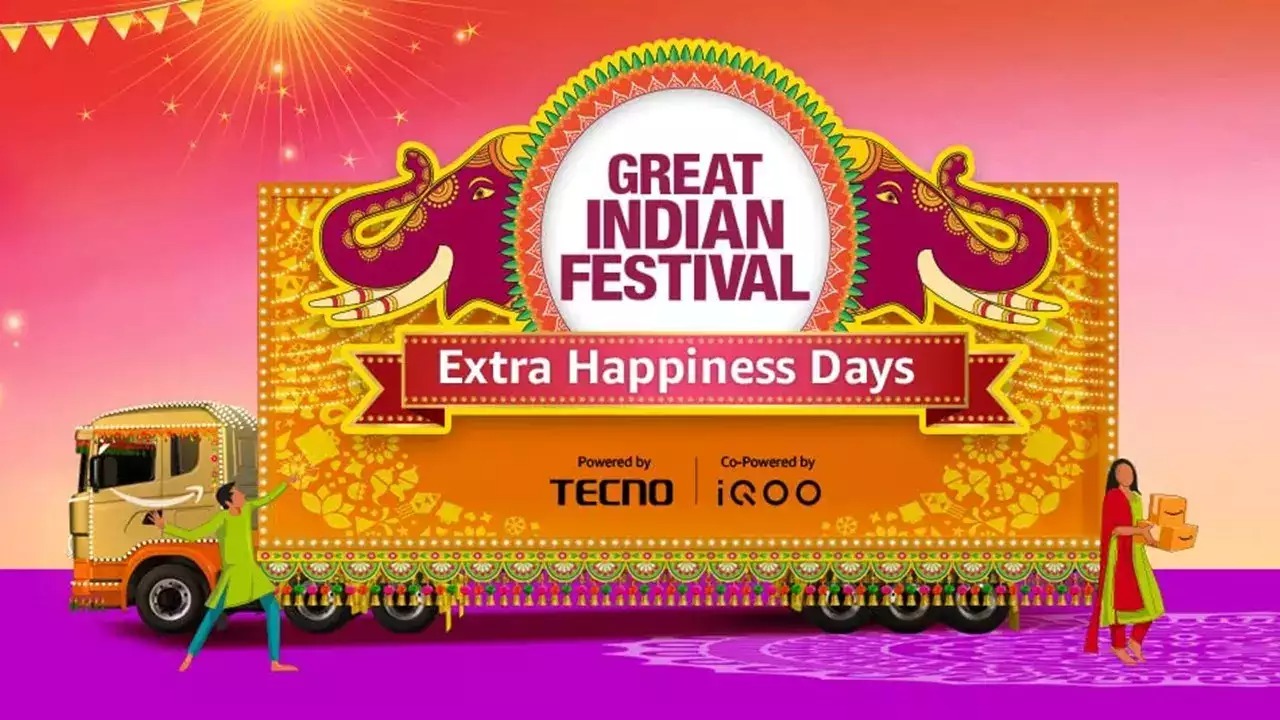 GREAT
INDIAN
FESTIVAL
Extra Happiness Days
Powered by
TECNO
Co-Powered by
iQOO